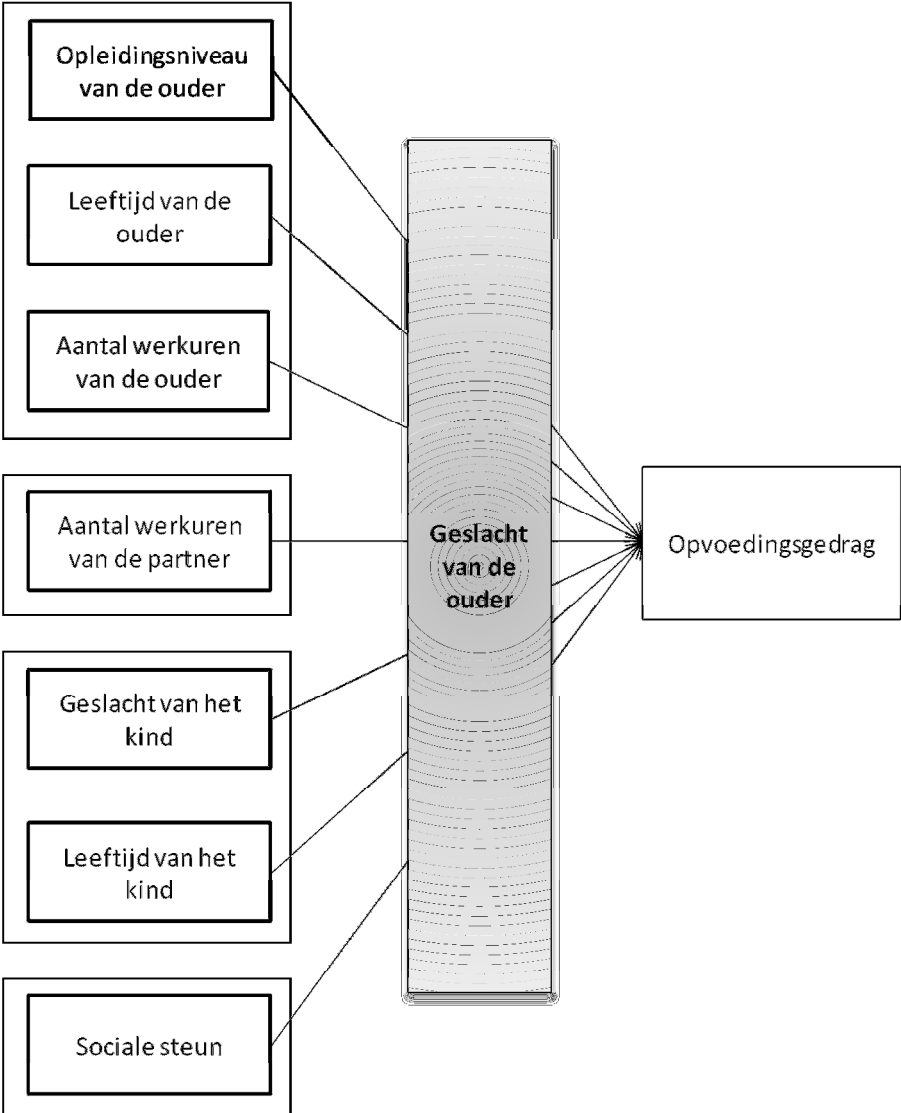 Opleidingsniveau
van de ouder
Leeftijd van de
ouder
Aantal werkuren
van de ouder
Aantal werkuren
van de partner
Geslacht van het
kind
Leeftijd van het
kind
Sociale steun
Geslacht
van de
ouder
Opvoedingsgedrag